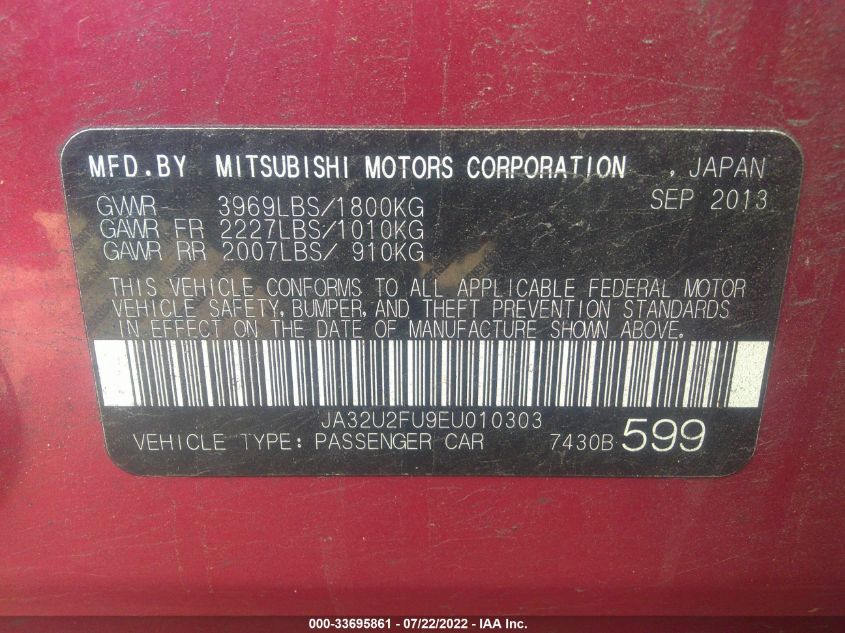 MFD.BY MITSUBISHI MOTORS CORPORATION , JAPAN
GVWR 3969LBS/1800KG SEP 2013
GAWR FR 2227LBS/1010KG
GAWR RR 2007LBS/ 910KG
THIS VEHICLE CONFORMS TO ALL APPLICABLE FEDERAL MOTOR
VEHICLE SAFETY, BUMPER, AND THEFT PREVENTION STANDARDS
IN EFFECT ON THE DATE OF MANUFACTURE SHOWN ABOVE.
JA32U2FU9EU010303
VEHICLE TYPE: PASSENGER CAR 7430B 599
000-33695861 - 07/22/2022 - IAA Inc.